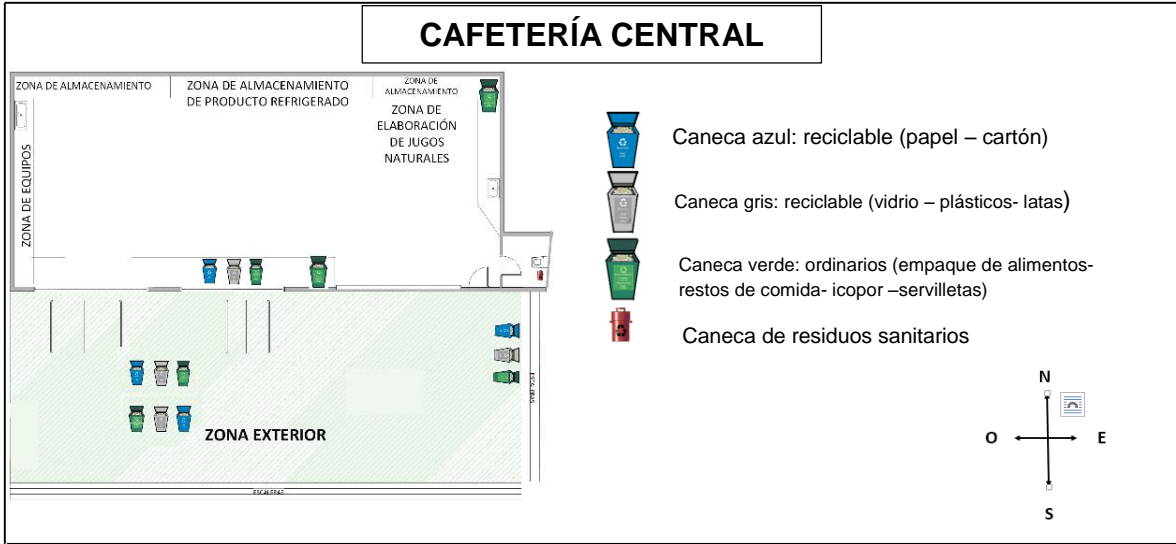 CAFETERÍA CENTRAL
ZONA DE ALMACENAMIENTO
ZONA DE ALMACENAMIENTO
DE PRODUCTO REFRIGERADO
ZONA DE
ALMACENAMIENTO
ZONA DE
ELABORACIÓN
DE JUGOS
NATURALES
ZONA DE EQUIPOS
ZONA EXTERIOR
ESCALERAS
ESCALERAS
Caneca azul: reciclable (papel – cartón)
Caneca gris: reciclable (vidrio – plásticos- latas)
Caneca verde: ordinarios (empaque de alimentos-
restos de comida- icopor –servilletas)
Caneca de residuos sanitarios
N
O
E
S